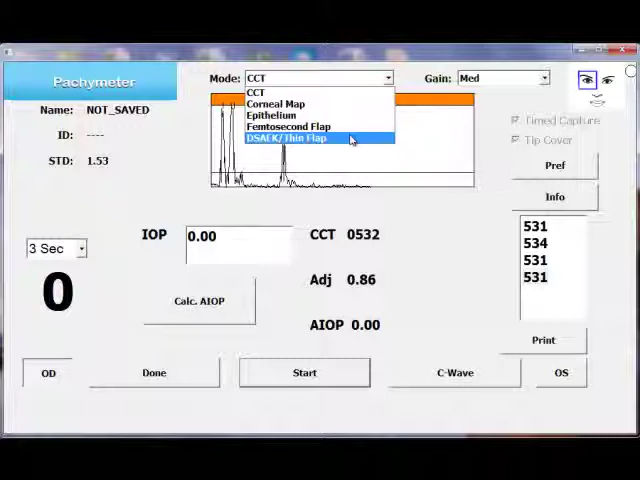 Pachymeter
Mode: CCT
Gain: Med
CCT
Corneal Map
Epithelium
Femtosecond Flap
DSAEK/Thin Flap
Name: NOT_SAVED
ID: ----
STD: 1.53
Timed Capture
Tip Cover
Pref
Info
IOP 0.00
CCT 0532
531
534
531
531
3 Sec
0
Adj 0.86
Calc. AIOP
AIOP 0.00
Print
OD
Done
Start
C-Wave
OS